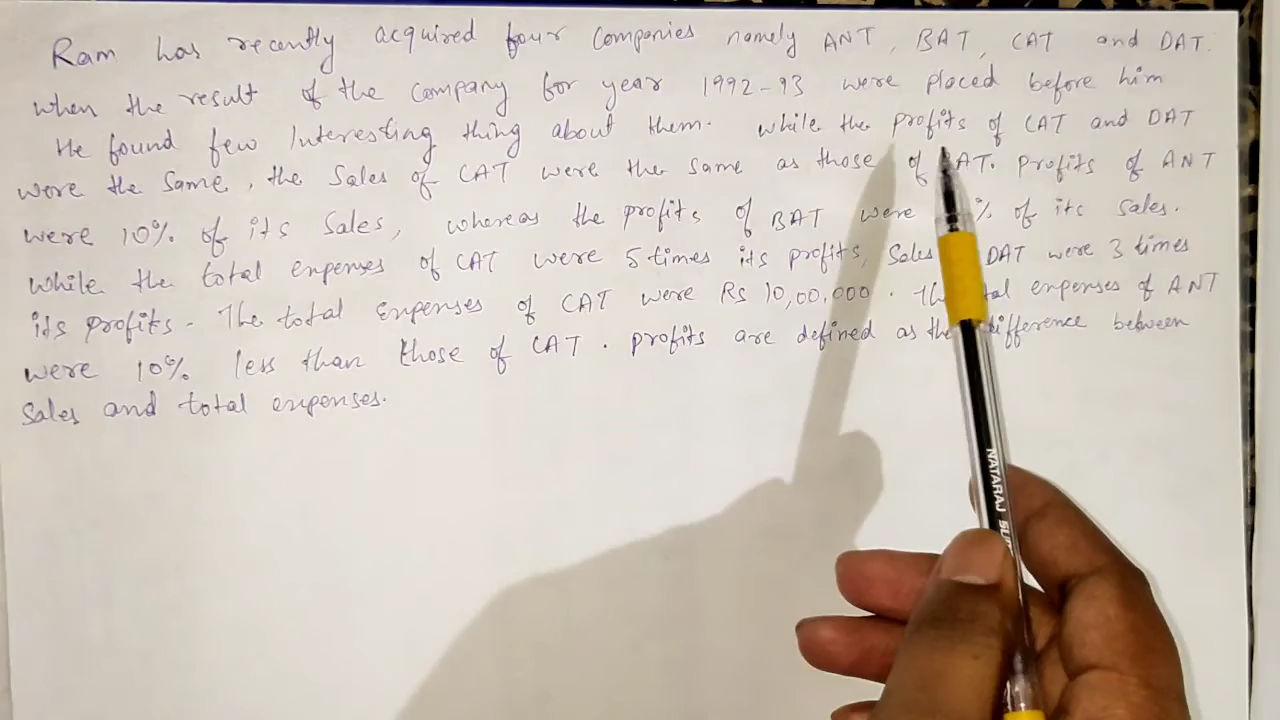 Ram has recently acquired four Companies namely ANT, BAT, CAT and DAT.
when the result of the company for year 1992-93 were placed before him
He found few Interesting thing about them. while the profits of CAT and DAT
were the same, the sales of CAT were the same as those of AT. profits of ANT
were 10% of its sales, whereas the profits of BAT were % of its sales.
while the total expenses of CAT were 5 times its profits, sales DAT were 3 times
its profits. The total expenses of CAT were Rs 10,00,000. expenses of ANT
were 10% less than those of CAT. profits are defined as the difference between
sales and total expenses.
NATARAJ